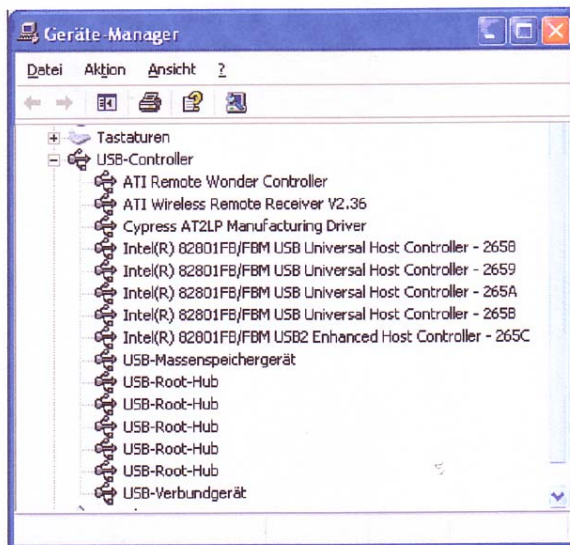 Geräte-Manager
Datei Aktion Ansicht ?
Tastaturen
USB-Controller
ATI Remote Wonder Controller
ATI Wireless Remote Receiver V2.36
Cypress AT2LP Manufacturing Driver
Intel(R) 82801FB/FBM USB Universal Host Controller - 2658
Intel(R) 82801FB/FBM USB Universal Host Controller - 2659
Intel(R) 82801FB/FBM USB Universal Host Controller - 265A
Intel(R) 82801FB/FBM USB Universal Host Controller - 265B
Intel(R) 82801FB/FBM USB2 Enhanced Host Controller - 265C
USB-Massenspeichergerät
USB-Root-Hub
USB-Root-Hub
USB-Root-Hub
USB-Root-Hub
USB-Root-Hub
USB-Verbundgerät